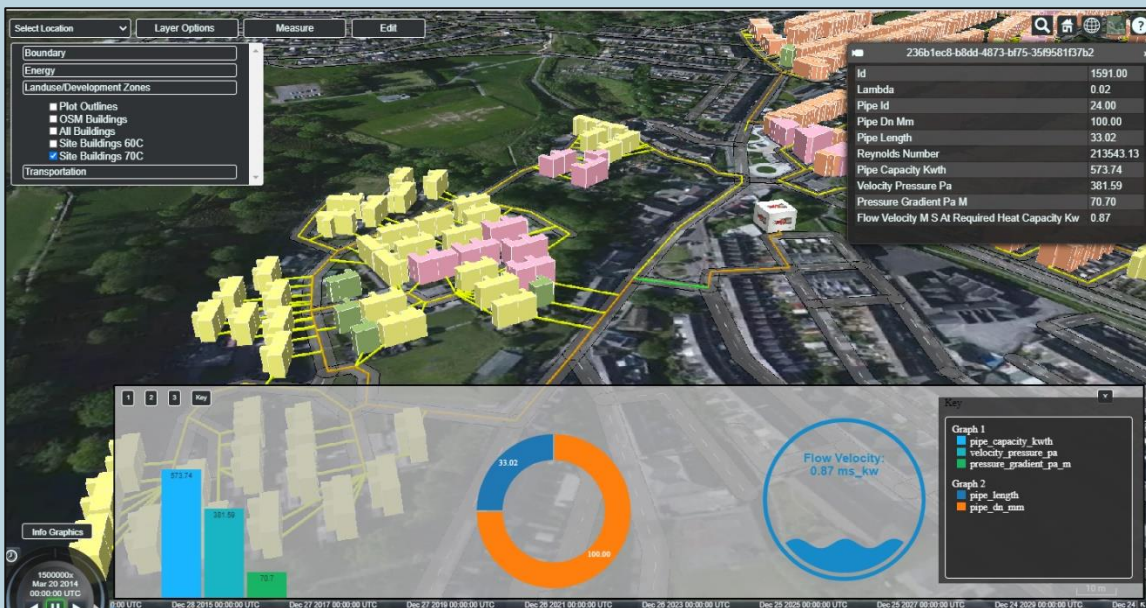 Select Location
Layer Options
Measure
Edit
Boundary
Energy
Landuse/Development Zones
Plot Outlines
OSM Buildings
All Buildings
Site Buildings 60C
Site Buildings 70C
Transportation
?
236b1ec8-b8dd-4873-bf75-35f9581f37b2
Id 1591.00
Lambda 0.02
Pipe Id 24.00
Pipe Dn Mm 100.00
Pipe Length 33.02
Reynolds Number 213543.13
Pipe Capacity Kwth 573.74
Velocity Pressure Pa 381.59
Pressure Gradient Pa M 70.70
Flow Velocity M S At Required Heat Capacity Kw 0.87
1 2 3 Key
573.74
381.59
70.7
33.02
100.00
Flow Velocity:
0.87 ms_kw
Key
Y
Graph 1
pipe_capacity_kwth
velocity_pressure_pa
pressure_gradient_pa_m
Graph 2
pipe_length
pipe_dn_mm
Info Graphics
1500000x
Mar 20 2014
00:00:00 UTC
10 m
0:00 UTC Dec 28 2015 00:00:00 UTC Dec 27 2017 00:00:00 UTC Dec 27 2019 00:00:00 UTC Dec 26 2021 00:00:00 UTC Dec 26 2023 00:00:00 UTC Dec 25 2025 00:00:00 UTC Dec 25 2027 00:00:00 UTC Dec 24 2029 00:00:00 UTC